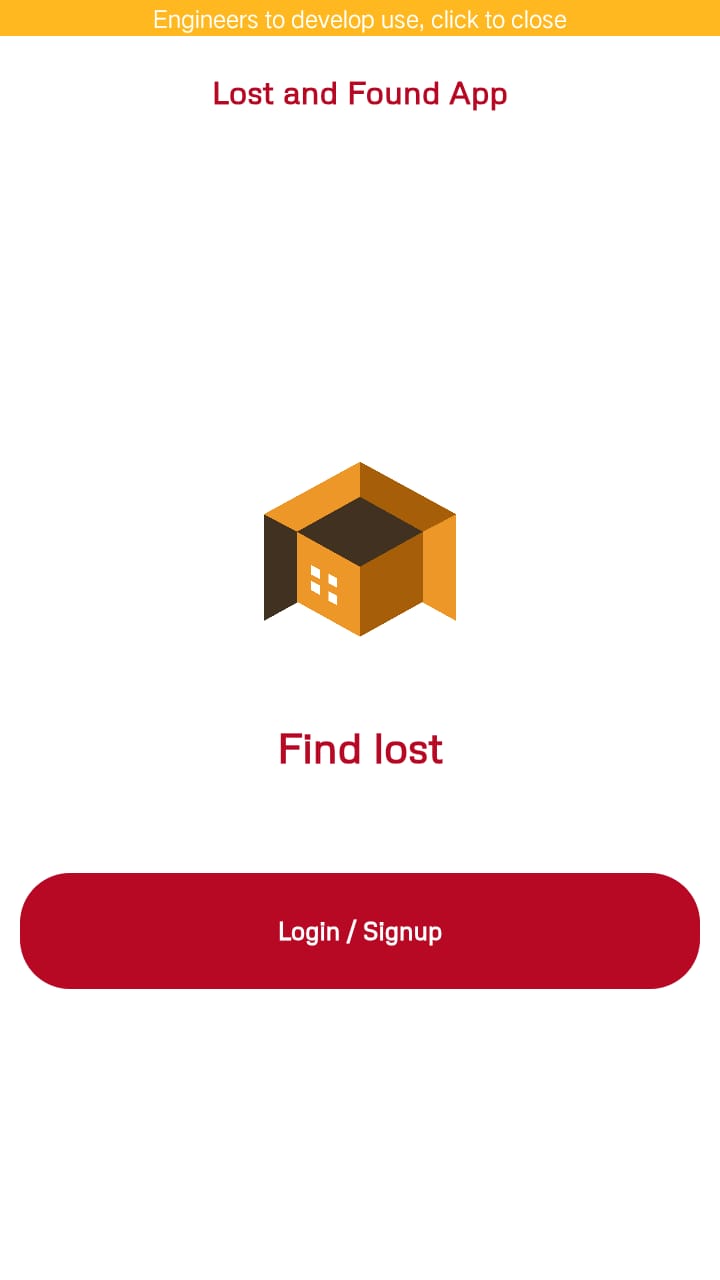 Engineers to develop use, click to close
Lost and Found App
Find lost
Login / Signup